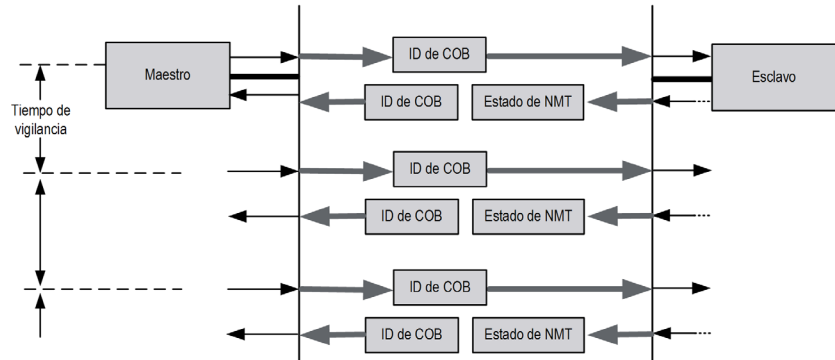 ID de COB
Maestro
Esclavo
ID de COB
Estado de NMT
Tiempo de
vigilancia
ID de COB
ID de COB
Estado de NMT
ID de COB
ID de COB
Estado de NMT